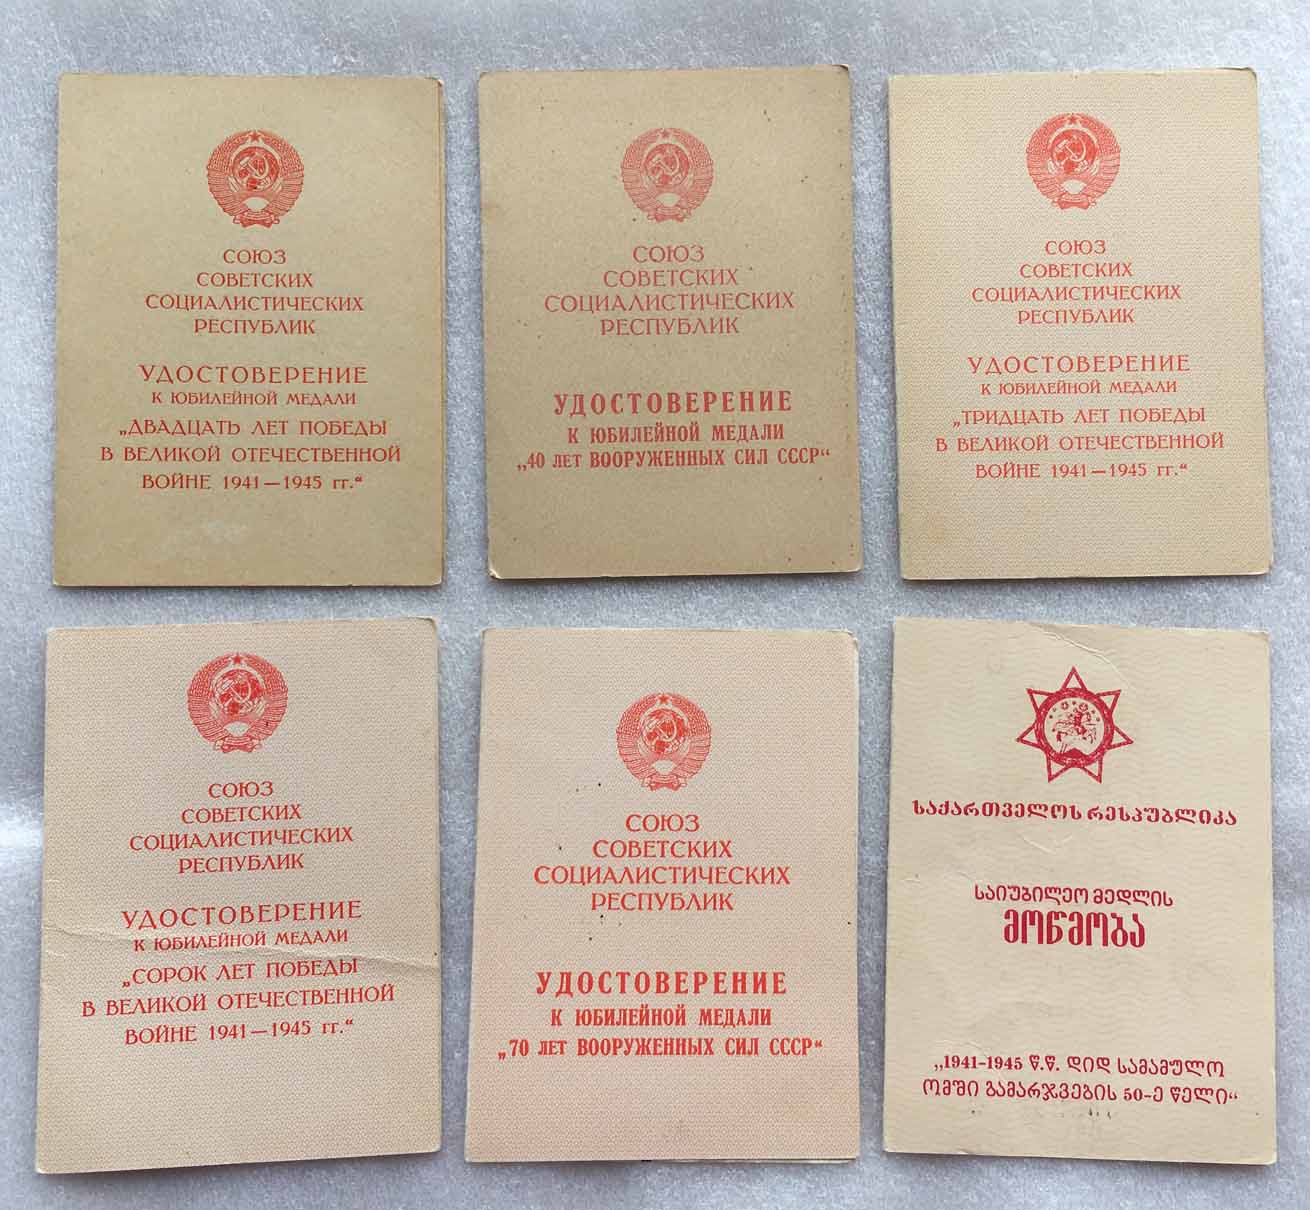 СОЮЗ
СОВЕТСКИХ
СОЦИАЛИСТИЧЕСКИХ
РЕСПУБЛИК
УДОСТОВЕРЕНИЕ
К ЮБИЛЕЙНОЙ МЕДАЛИ
„ДВАДЦАТЬ ЛЕТ ПОБЕДЫ
В ВЕЛИКОЙ ОТЕЧЕСТВЕННОЙ
ВОЙНЕ 1941—1945 гг.“
СОЮЗ
СОВЕТСКИХ
СОЦИАЛИСТИЧЕСКИХ
РЕСПУБЛИК
УДОСТОВЕРЕНИЕ
К ЮБИЛЕЙНОЙ МЕДАЛИ
„40 ЛЕТ ВООРУЖЕННЫХ СИЛ СССР“
СОЮЗ
СОВЕТСКИХ
СОЦИАЛИСТИЧЕСКИХ
РЕСПУБЛИК
УДОСТОВЕРЕНИЕ
К ЮБИЛЕЙНОЙ МЕДАЛИ
„ТРИДЦАТЬ ЛЕТ ПОБЕДЫ
В ВЕЛИКОЙ ОТЕЧЕСТВЕННОЙ
ВОЙНЕ 1941—1945 гг.“
СОЮЗ
СОВЕТСКИХ
СОЦИАЛИСТИЧЕСКИХ
РЕСПУБЛИК
УДОСТОВЕРЕНИЕ
К ЮБИЛЕЙНОЙ МЕДАЛИ
„СОРОК ЛЕТ ПОБЕДЫ
В ВЕЛИКОЙ ОТЕЧЕСТВЕННОЙ
ВОЙНЕ 1941—1945 гг.“
СОЮЗ
СОВЕТСКИХ
СОЦИАЛИСТИЧЕСКИХ
РЕСПУБЛИК
УДОСТОВЕРЕНИЕ
К ЮБИЛЕЙНОЙ МЕДАЛИ
„70 ЛЕТ ВООРУЖЕННЫХ СИЛ СССР“
საქართველოს რესპუბლიკა
საიუბილეო მედლის
მოწმობა
„1941-1945 წ.წ. დიდ სამამულო
ომში გამარჯვების 50-ე წელი“